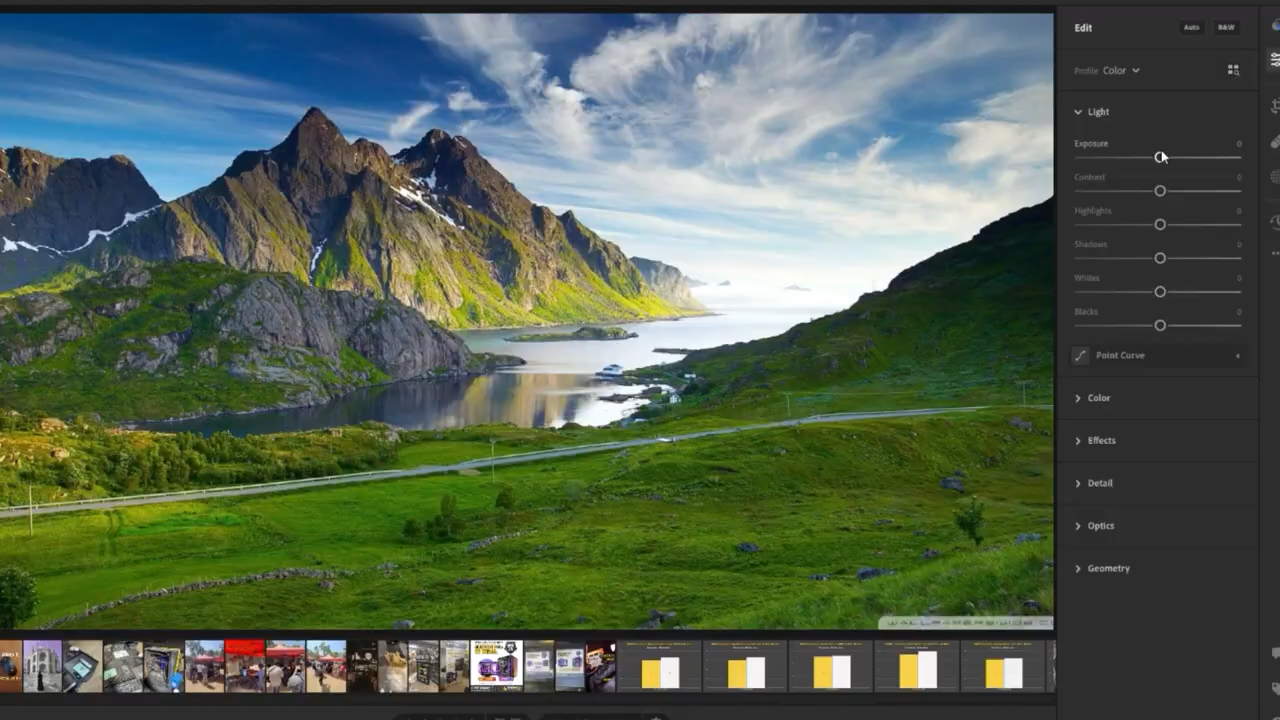 Edit
Auto
B&W
Profile Color
Light
Exposure 0
Contrast 0
Highlights 0
Shadows 0
Whites 0
Blacks 0
Point Curve
Color
Effects
Detail
Optics
Geometry